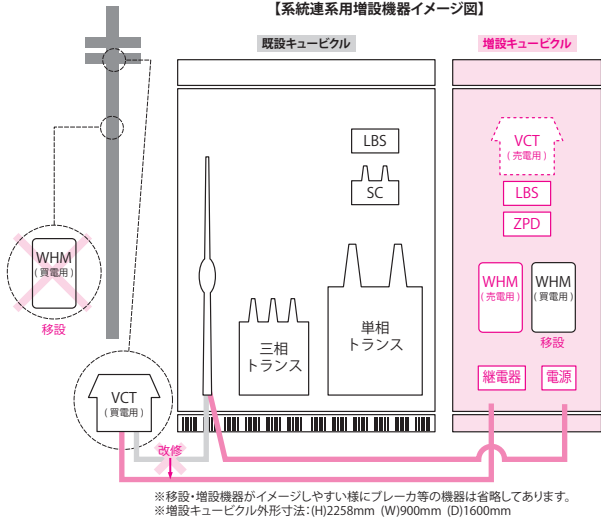 【系統連系用増設機器イメージ図】
既設キュービクル
増設キュービクル
LBS
SC
VCT
(売電用)
LBS
ZPD
WHM
(買電用)
移設
WHM
(売電用)
WHM
(買電用)
移設
三相
トランス
単相
トランス
継電器
電源
VCT
(買電用)
改修
※移設・増設機器がイメージしやすい様にブレーカ等の機器は省略してあります。
※増設キュービクル外形寸法：(H)2258mm (W)900mm (D)1600mm